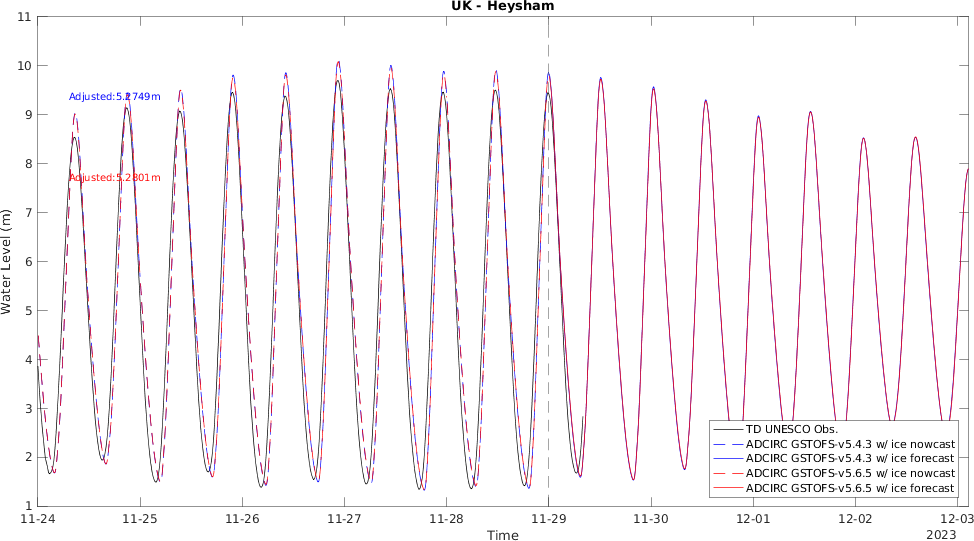 UK - Heysham
11
10
9
8
7
6
5
4
3
2
1
Water Level (m)
Adjusted:5.2749m
Adjusted:5.2801m
TD UNESCO Obs.
ADCIRC GSTOFS-v5.4.3 w/ ice nowcast
ADCIRC GSTOFS-v5.4.3 w/ ice forecast
ADCIRC GSTOFS-v5.6.5 w/ ice nowcast
ADCIRC GSTOFS-v5.6.5 w/ ice forecast
11-24 11-25 11-26 11-27 11-28 11-29 11-30 12-01 12-02 12-03
Time
2023